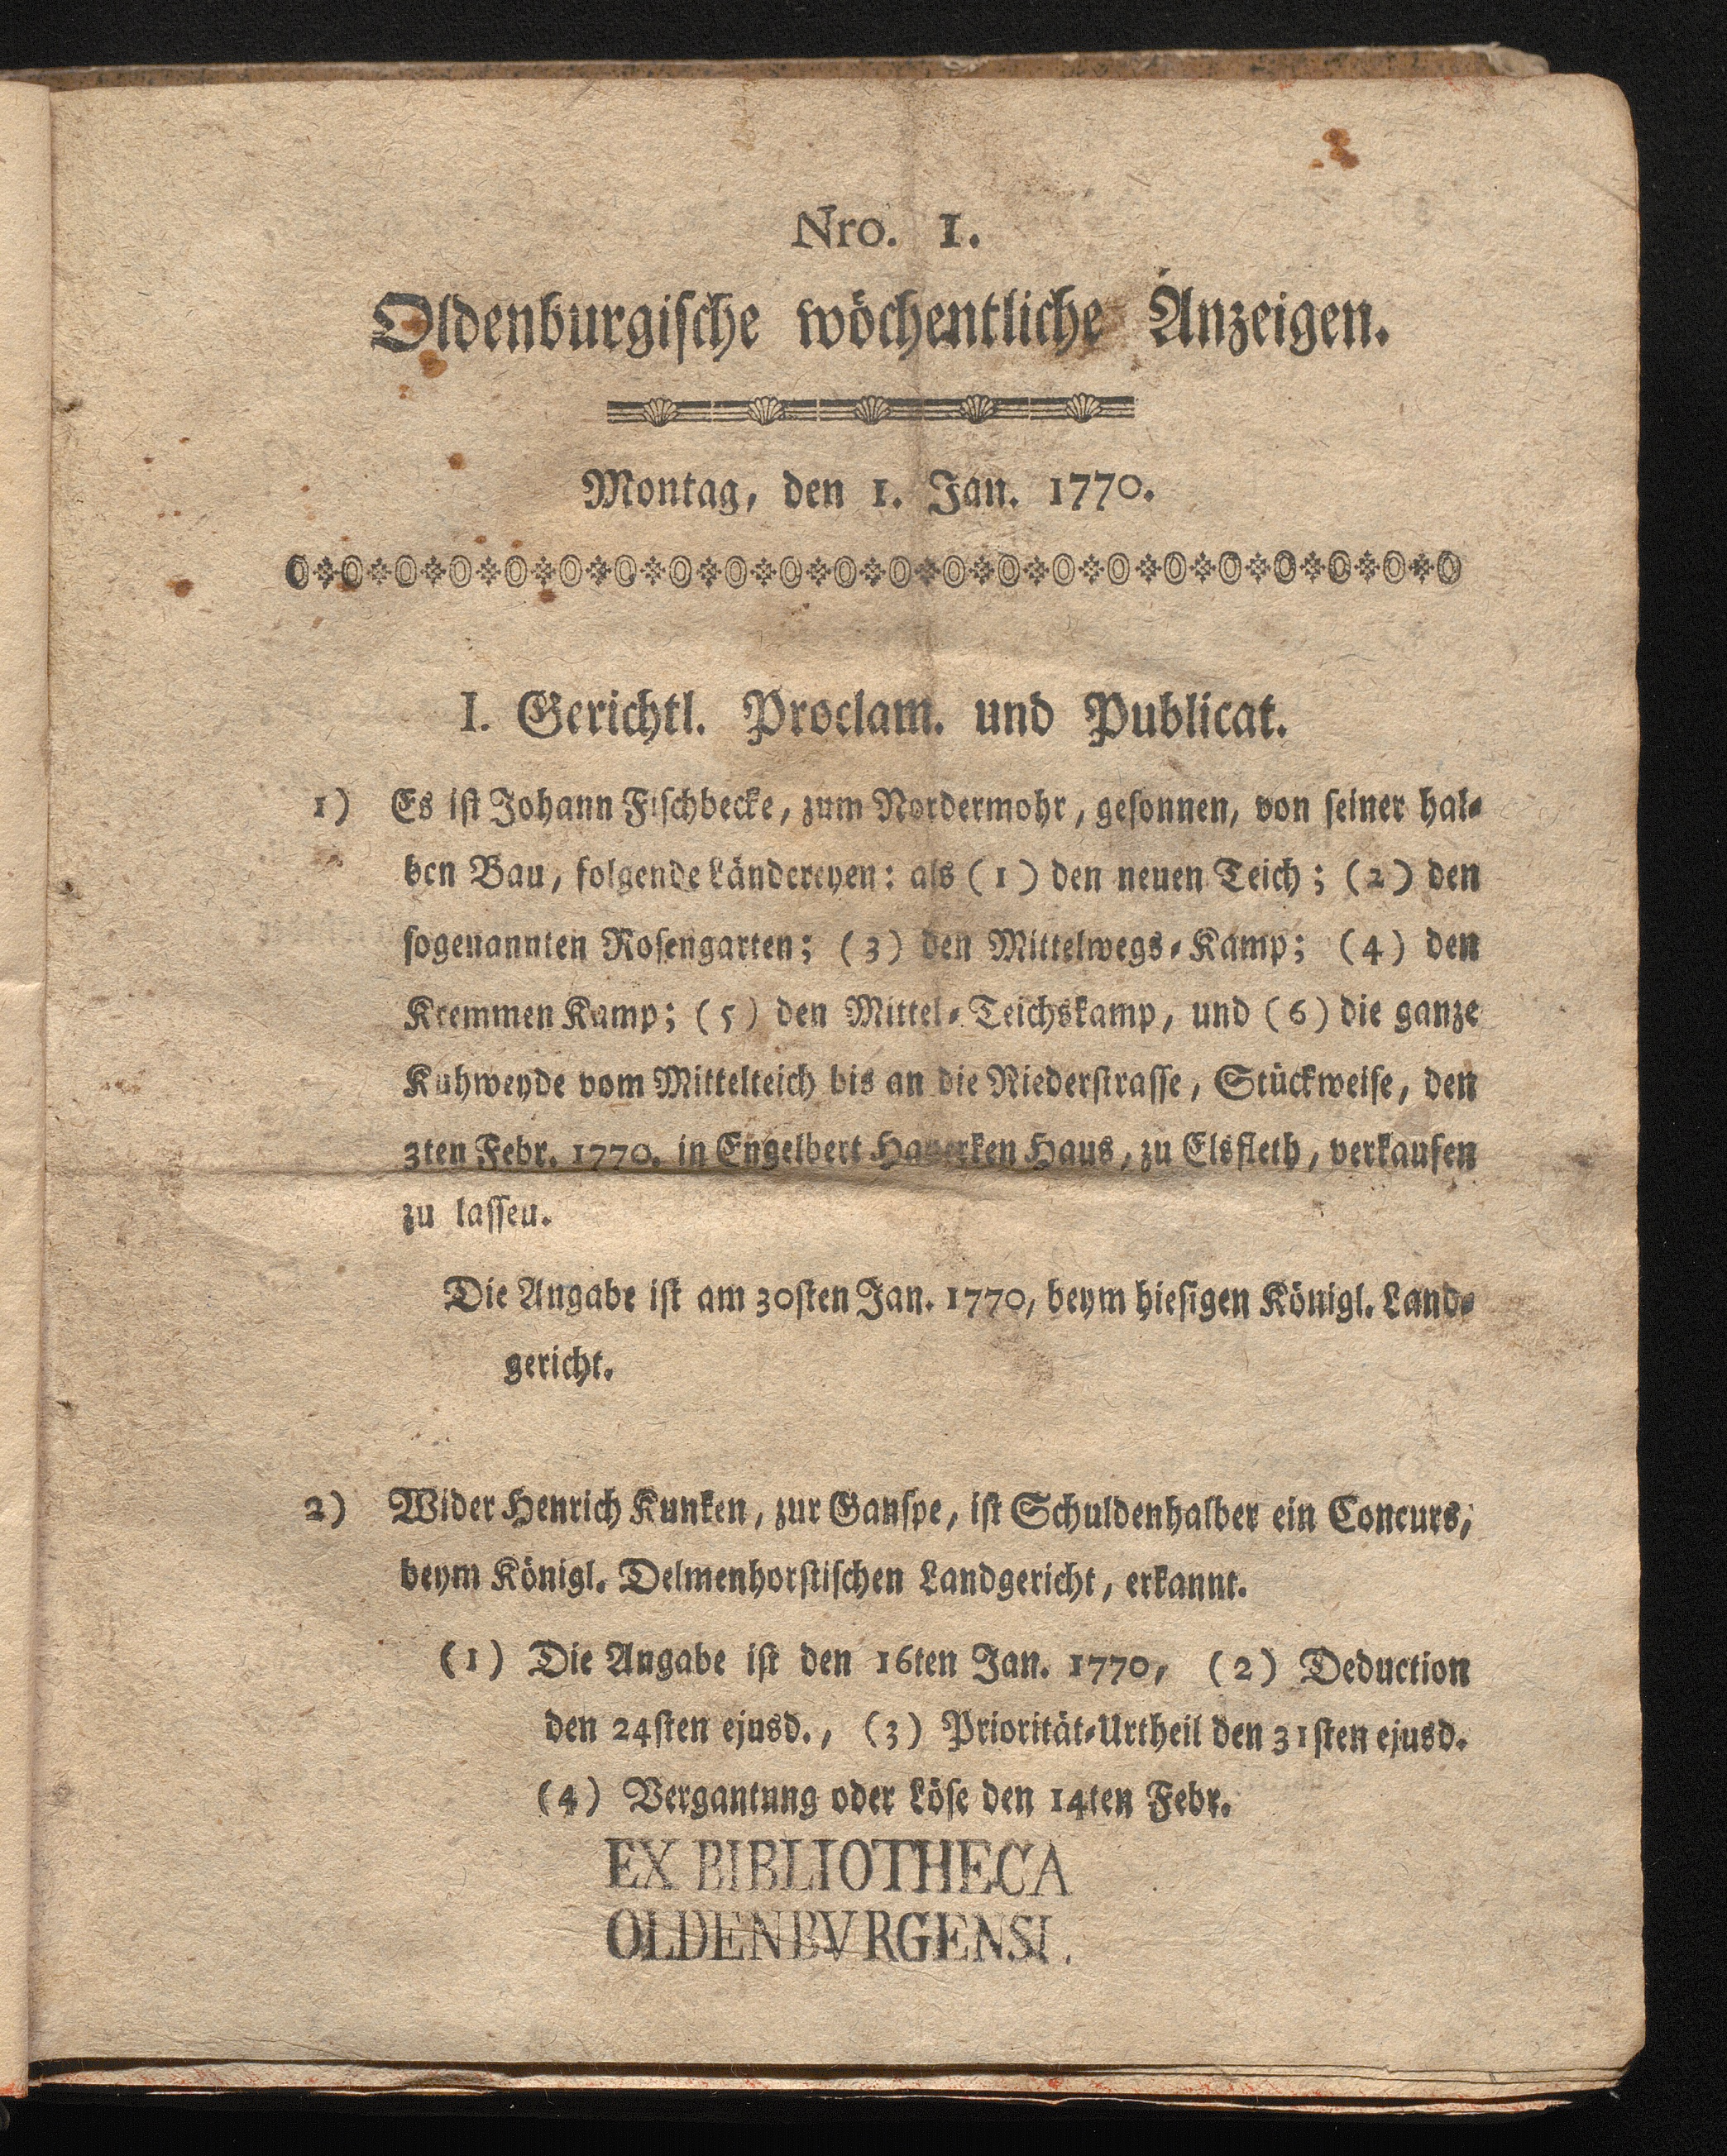 Nro. 1.
Oldenburgische wöchentliche Anzeigen.
Montag, den 1. Jan. 1770.
I. Gerichtl. Proclam. und Publicat.
1) Es ist Johann Fischbecke, zum Nordermohr, gesonnen, von seiner hal-
ben Bau, folgende Ländereyen: als (1) den neuen Teich; (2) den
sogenannten Rosengarten; (3) den Mittelwegs-Kamp; (4) den
Kremmen Kamp; (5) den Mittel-Teichskamp, und (6) die ganze
Kuhweyde vom Mittelteich bis an die Niederstrasse, Stückweise, den
3ten Febr. 1770. in Engelbert Haus, zu Elsfleth, verkaufen
zu lassen.
Die Angabe ist am 30sten Jan. 1770, beym hiesigen Königl. Land-
gericht.
2) Wider Henrich Kunken, zur Ganspe, ist Schuldenhalber ein Concurs,
beym Königl. Delmenhorstischen Landgericht, erkannt.
(1) Die Angabe ist den 16ten Jan. 1770, (2) Deduction
den 24sten ejusd., (3) Priorität-Urtheil den 31sten ejusd.
(4) Vergantung oder Löse den 14ten Febr.
EX BIBLIOTHECA
OLDENBVRGENSI.